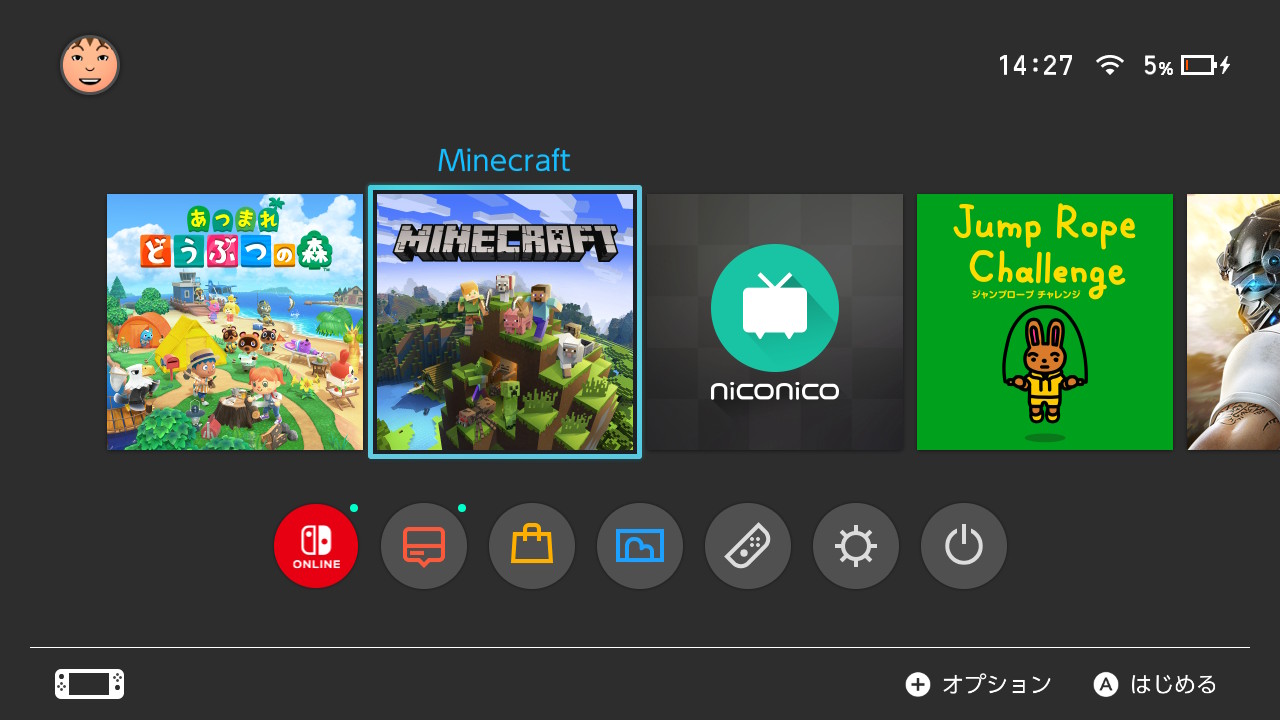 14:27
5%
Minecraft
あつまれ
どうぶつの森
MINECRAFT
niconico
Jump Rope
Challenge
ジャンプロープ チャレンジ
ONLINE
オプション
A はじめる